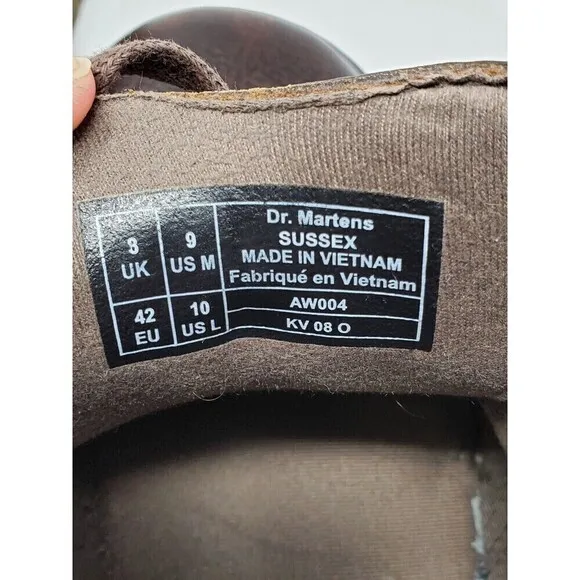 8 UK
9 US M
42 EU
10 US L
Dr. Martens
SUSSEX
MADE IN VIETNAM
Fabriqué en Vietnam
AW004
KV 08 O